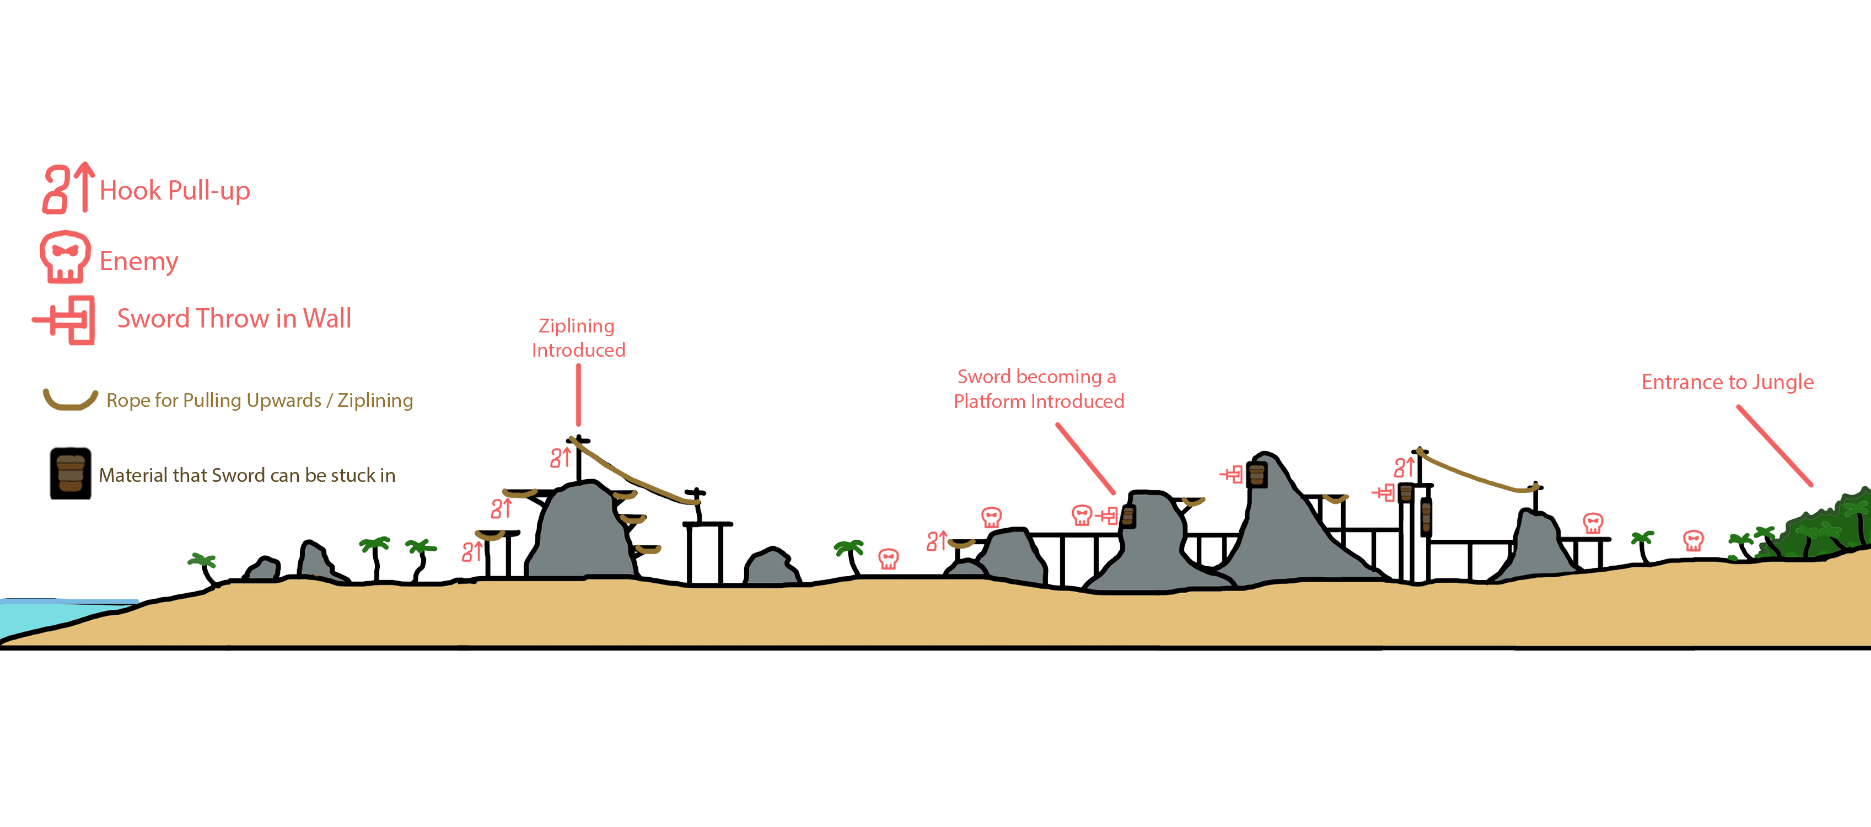 Hook Pull-up
Enemy
Sword Throw in Wall
Rope for Pulling Upwards / Ziplining
Material that Sword can be stuck in
Ziplining
Introduced
Sword becoming a
Platform Introduced
Entrance to Jungle